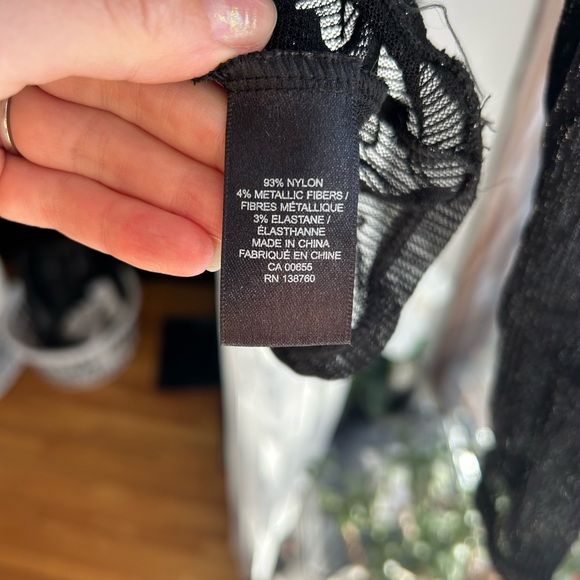 93% NYLON
4% METALLIC FIBERS /
FIBRES MÉTALLIQUE
3% ELASTANE /
ÉLASTHANNE
MADE IN CHINA
FABRIQUÉ EN CHINE
CA 00655
RN 138760